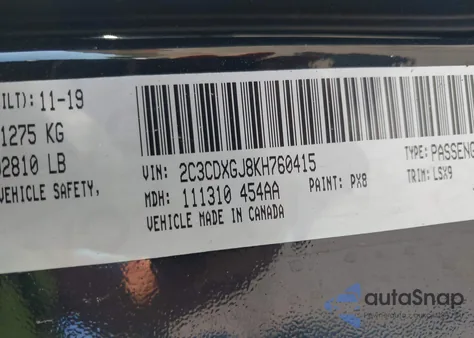 ILT): 11-19
1275 KG
02810 LB
VEHICLE SAFETY,
VIN: 2C3CDXGJ8KH760415
TYPE: PASSENG
MDH: 111310 454AA
PAINT: PX8
TRIM: LSX9
VEHICLE MADE IN CANADA
autoSnap